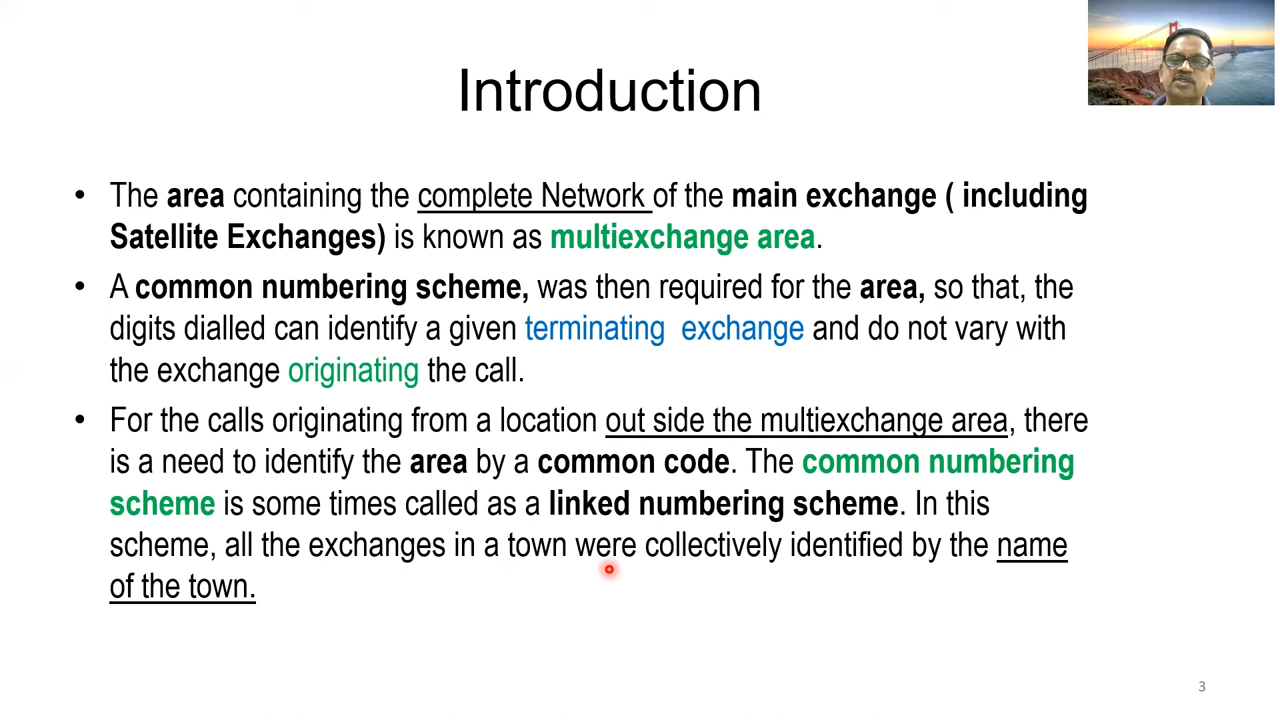 Introduction
• The area containing the complete Network of the main exchange ( including
Satellite Exchanges) is known as multiexchange area.
• A common numbering scheme, was then required for the area, so that, the
digits dialled can identify a given terminating exchange and do not vary with
the exchange originating the call.
• For the calls originating from a location out side the multiexchange area, there
is a need to identify the area by a common code. The common numbering
scheme is some times called as a linked numbering scheme. In this
scheme, all the exchanges in a town were collectively identified by the name
of the town.
3